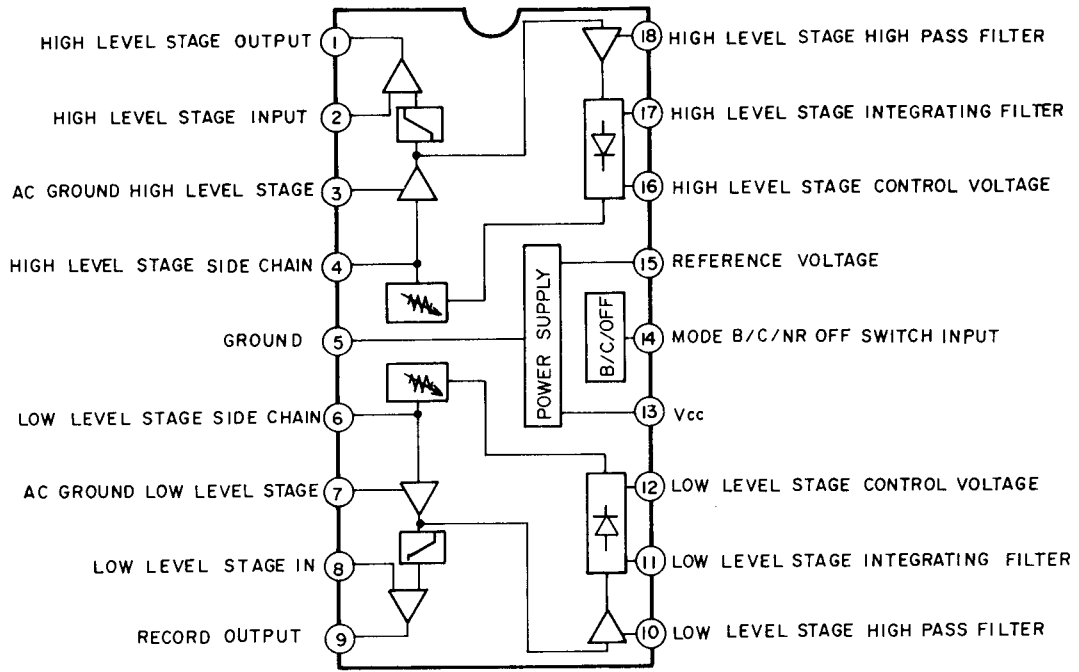 HIGH LEVEL STAGE OUTPUT 1
HIGH LEVEL STAGE INPUT 2
AC GROUND HIGH LEVEL STAGE 3
HIGH LEVEL STAGE SIDE CHAIN 4
GROUND 5
LOW LEVEL STAGE SIDE CHAIN 6
AC GROUND LOW LEVEL STAGE 7
LOW LEVEL STAGE IN 8
RECORD OUTPUT 9
POWER SUPPLY
B/C/OFF
18 HIGH LEVEL STAGE HIGH PASS FILTER
17 HIGH LEVEL STAGE INTEGRATING FILTER
16 HIGH LEVEL STAGE CONTROL VOLTAGE
15 REFERENCE VOLTAGE
14 MODE B/C/NR OFF SWITCH INPUT
13 Vcc
12 LOW LEVEL STAGE CONTROL VOLTAGE
11 LOW LEVEL STAGE INTEGRATING FILTER
10 LOW LEVEL STAGE HIGH PASS FILTER